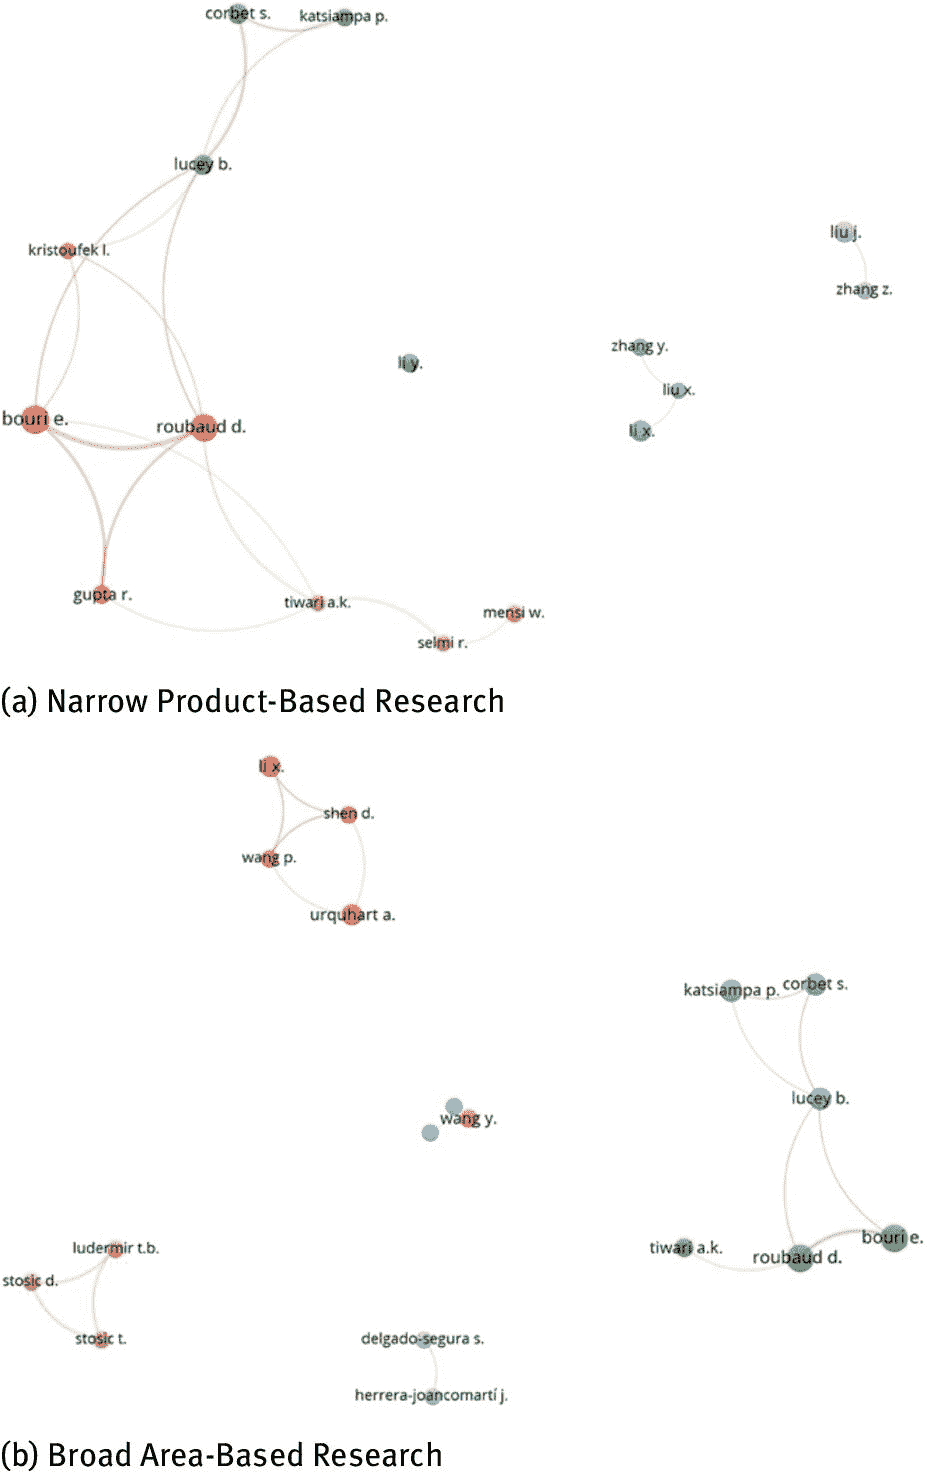 corbet s. katsiampa p.
lucey b.
liu j.
kristoufek l.
zhang z.
zhang y.
li y.
liu x.
bouri e.
roubaud d.
li x.
gupta r.
tiwari a.k.
mensi w.
selmi r.
(a) Narrow Product-Based Research
li x.
shen d.
wang p.
urquhart a.
katsiampa p. corbet s.
lucey b.
wang y.
bouri e.
ludermir t.b.
tiwari a.k.
roubaud d.
stosic d.
stosic t.
delgado-segura s.
herrera-joancomartí j.
(b) Broad Area-Based Research